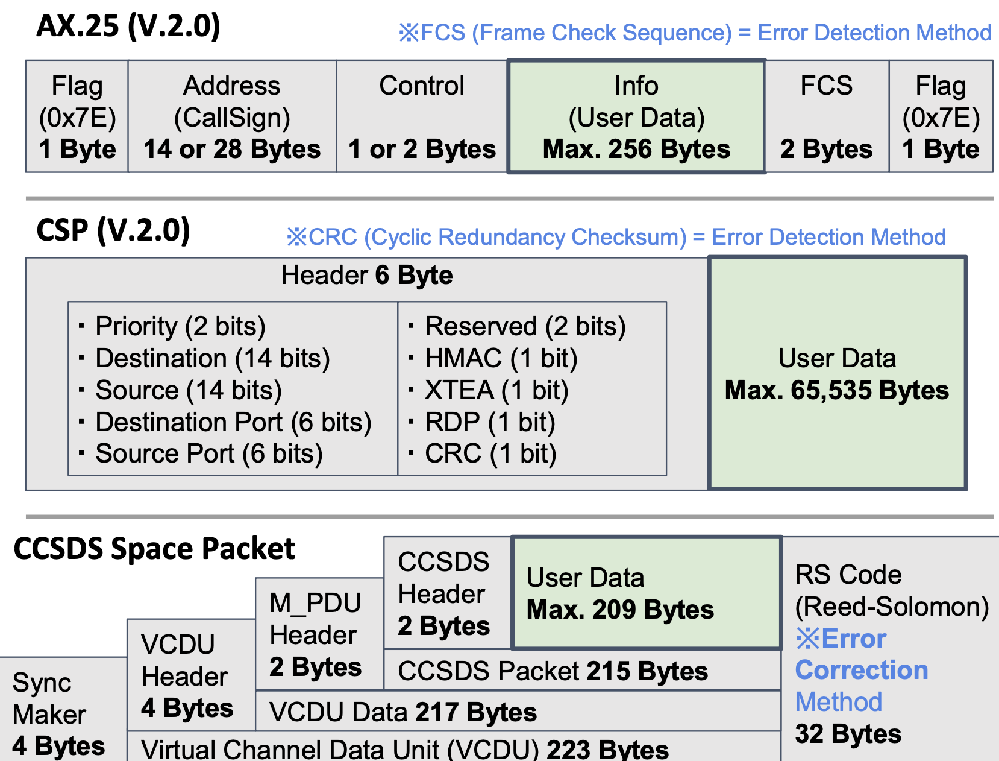 AX.25 (V.2.0)
※FCS (Frame Check Sequence) = Error Detection Method
Flag
(0x7E)
1 Byte
Address
(CallSign)
14 or 28 Bytes
Control
1 or 2 Bytes
Info
(User Data)
Max. 256 Bytes
FCS
2 Bytes
Flag
(0x7E)
1 Byte
CSP (V.2.0)
※CRC (Cyclic Redundancy Checksum) = Error Detection Method
Header 6 Byte
・Priority (2 bits)
・Destination (14 bits)
・Source (14 bits)
・Destination Port (6 bits)
・Source Port (6 bits)
・Reserved (2 bits)
・HMAC (1 bit)
・XTEA (1 bit)
・RDP (1 bit)
・CRC (1 bit)
User Data
Max. 65,535 Bytes
CCSDS Space Packet
Sync
Maker
4 Bytes
VCDU
Header
4 Bytes
M_PDU
Header
2 Bytes
CCSDS
Header
2 Bytes
User Data
Max. 209 Bytes
CCSDS Packet 215 Bytes
VCDU Data 217 Bytes
Virtual Channel Data Unit (VCDU) 223 Bytes
RS Code
(Reed-Solomon)
※Error
Correction
Method
32 Bytes